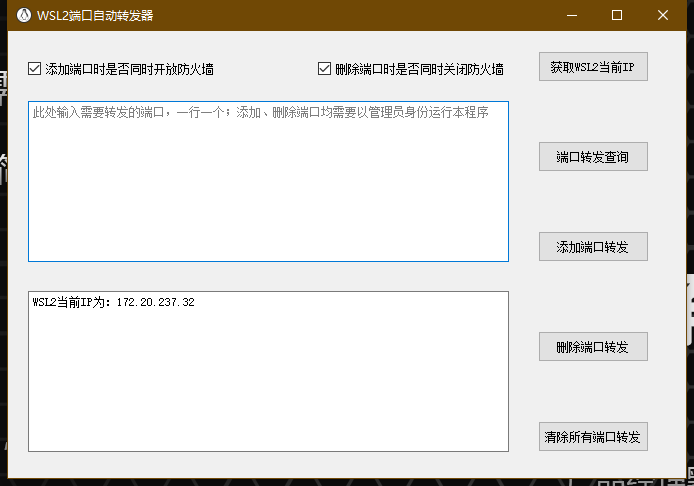 WSL2端口自动转发器
添加端口时是否同时开放防火墙
删除端口时是否同时关闭防火墙
获取WSL2当前IP
此处输入需要转发的端口，一行一个；添加、删除端口均需要以管理员身份运行本程序
端口转发查询
添加端口转发
WSL2当前IP为：172.20.237.32
删除端口转发
清除所有端口转发